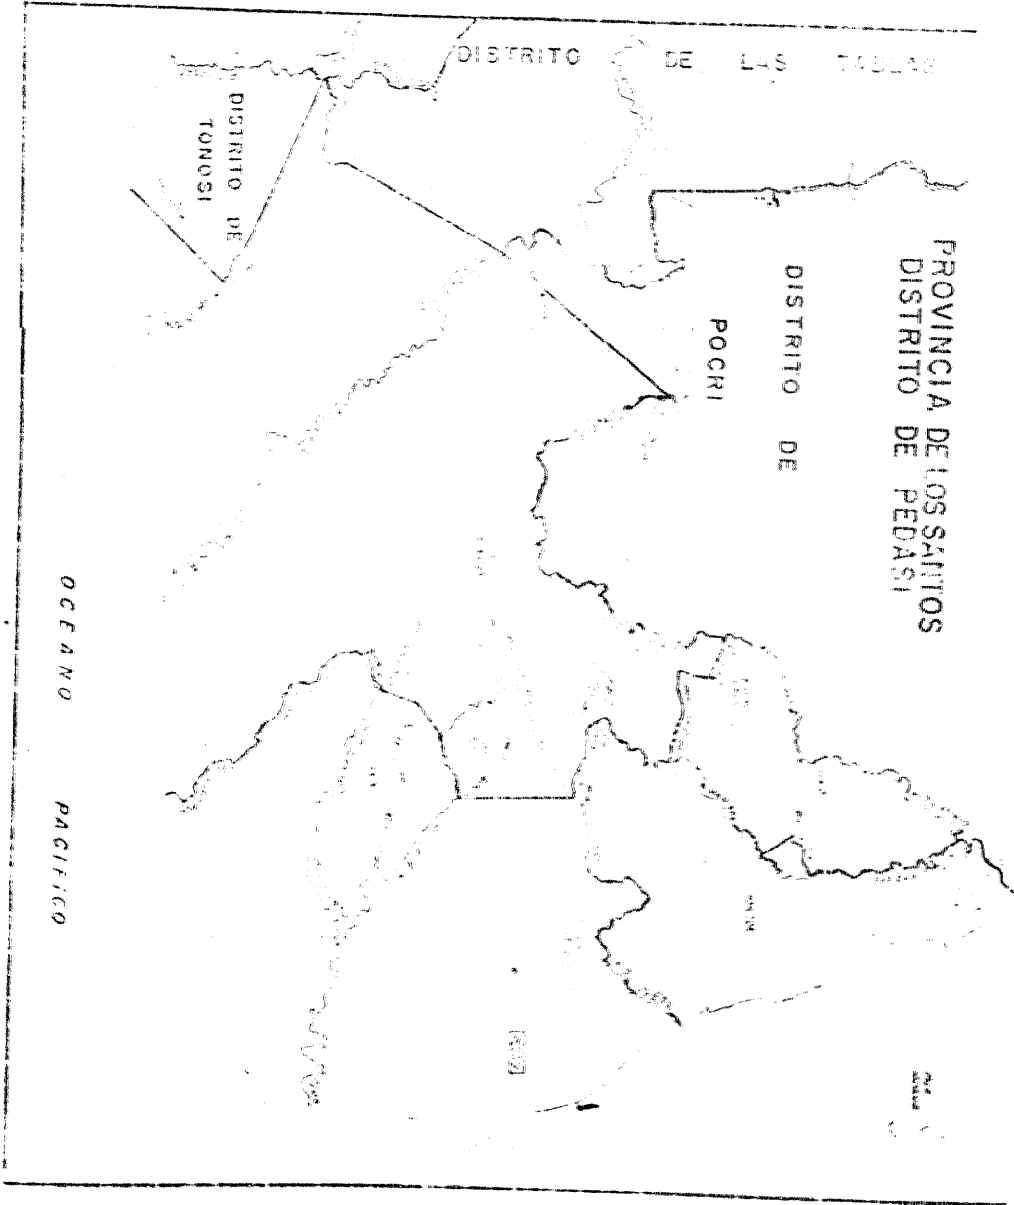 PROVINCIA DE LOS SANTOS
DISTRITO DE PEDASI
DISTRITO DE LAS TABLAS
DISTRITO DE
TONOSI
DISTRITO DE
POCRI
OCEANO PACIFICO